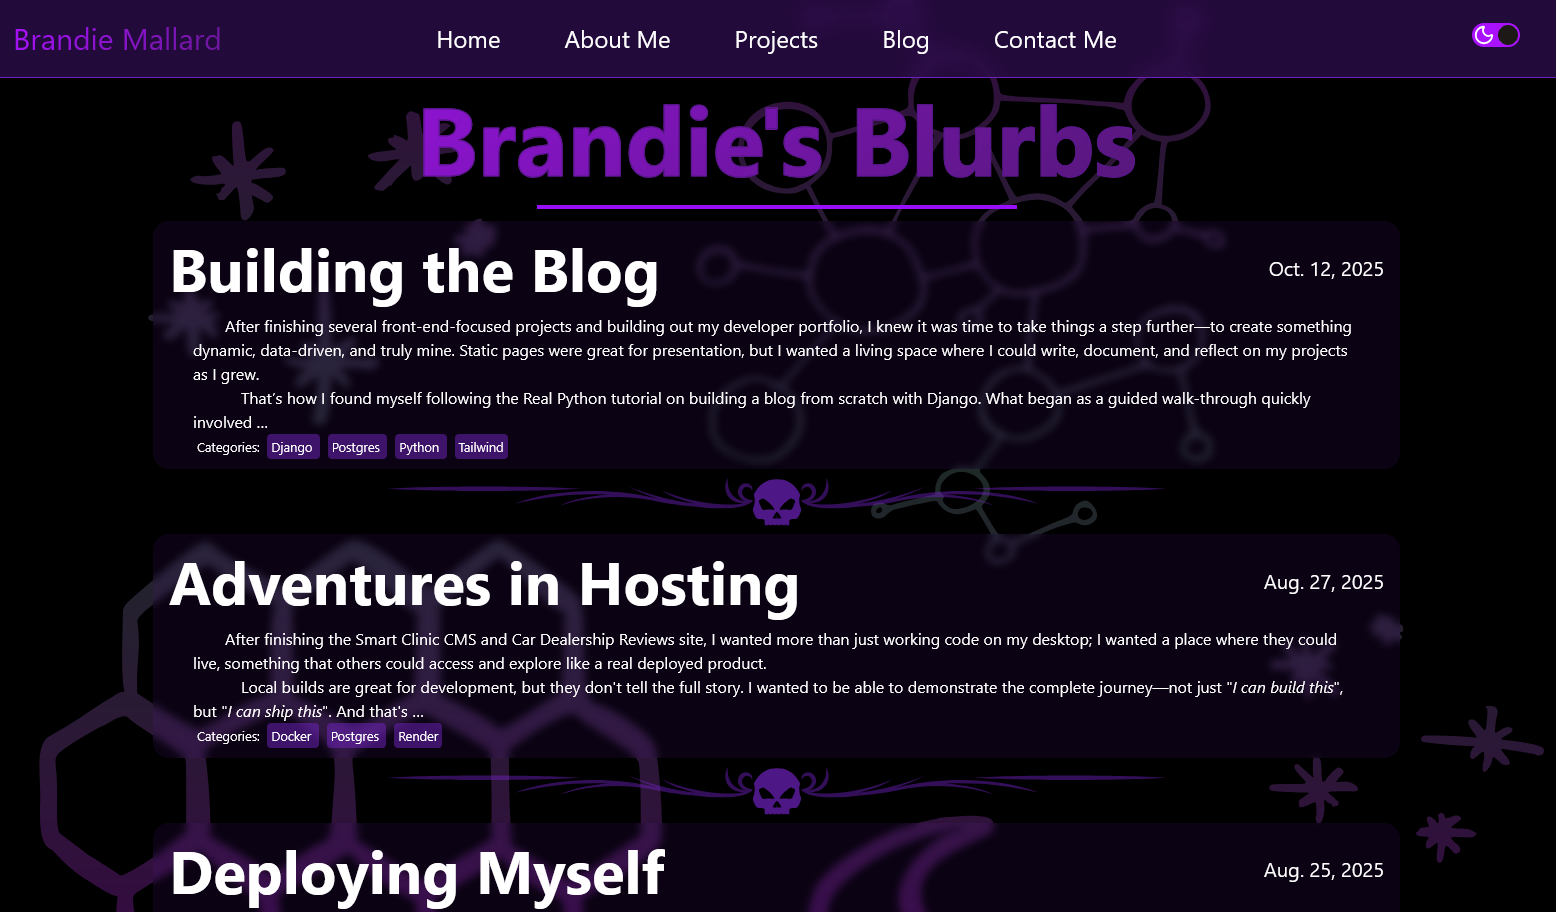 Brandie Mallard
Home
About Me
Projects
Blog
Contact Me
Brandie's Blurbs
Building the Blog
Oct. 12, 2025
After finishing several front-end-focused projects and building out my developer portfolio, I knew it was time to take things a step further—to create something
dynamic, data-driven, and truly mine. Static pages were great for presentation, but I wanted a living space where I could write, document, and reflect on my projects
as I grew.
That’s how I found myself following the Real Python tutorial on building a blog from scratch with Django. What began as a guided walk-through quickly
involved …
Categories: Django Postgres Python Tailwind
Adventures in Hosting
Aug. 27, 2025
After finishing the Smart Clinic CMS and Car Dealership Reviews site, I wanted more than just working code on my desktop; I wanted a place where they could
live, something that others could access and explore like a real deployed product.
Local builds are great for development, but they don't tell the full story. I wanted to be able to demonstrate the complete journey—not just "I can build this",
but "I can ship this". And that's …
Categories: Docker Postgres Render
Deploying Myself
Aug. 25, 2025